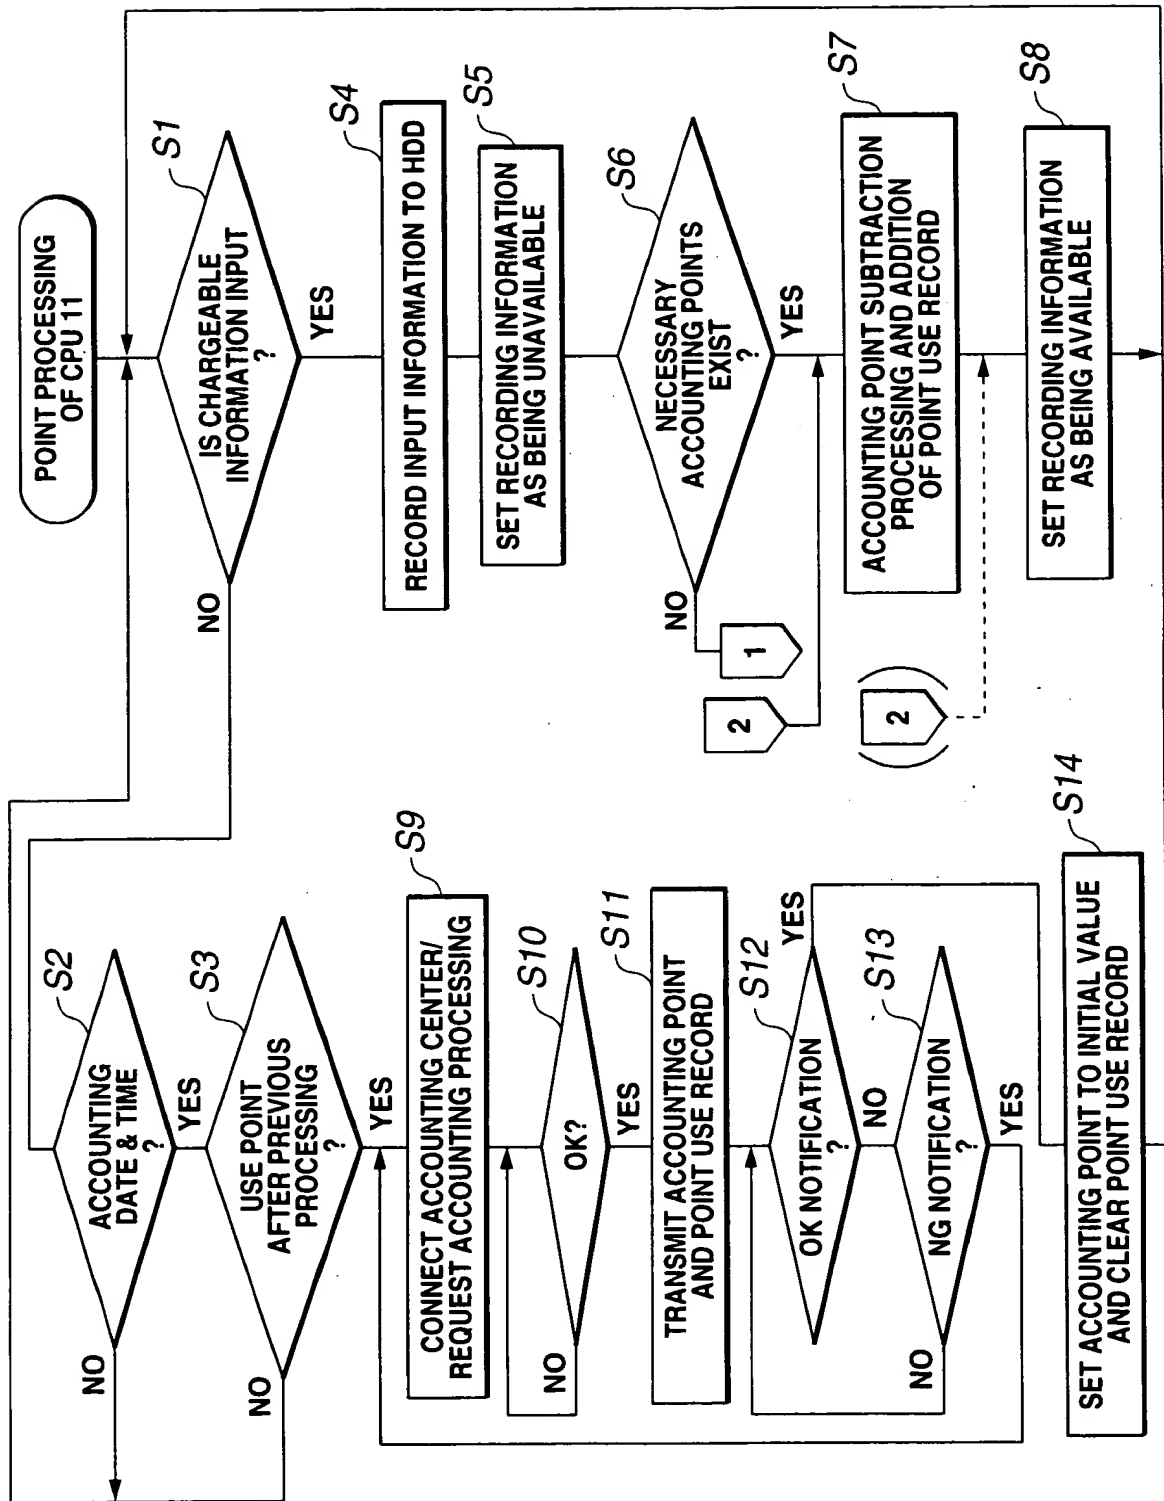 POINT PROCESSING
OF CPU 11
S1
IS CHARGEABLE
INFORMATION INPUT
?
NO
YES
S4
RECORD INPUT INFORMATION TO HDD
S5
SET RECORDING INFORMATION
AS BEING UNAVAILABLE
S6
NECESSARY
ACCOUNTING POINTS
EXIST
?
NO
YES
1
2
S7
ACCOUNTING POINT SUBTRACTION
PROCESSING AND ADDITION
OF POINT USE RECORD
(2)
S8
SET RECORDING INFORMATION
AS BEING AVAILABLE
S2
ACCOUNTING
DATE & TIME
?
NO
YES
S3
USE POINT
AFTER PREVIOUS
PROCESSING
?
NO
YES
S9
CONNECT ACCOUNTING CENTER/
REQUEST ACCOUNTING PROCESSING
S10
OK?
NO
YES
S11
TRANSMIT ACCOUNTING POINT
AND POINT USE RECORD
S12
OK NOTIFICATION
?
YES
NO
S13
NG NOTIFICATION
?
NO
YES
S14
SET ACCOUNTING POINT TO INITIAL VALUE
AND CLEAR POINT USE RECORD